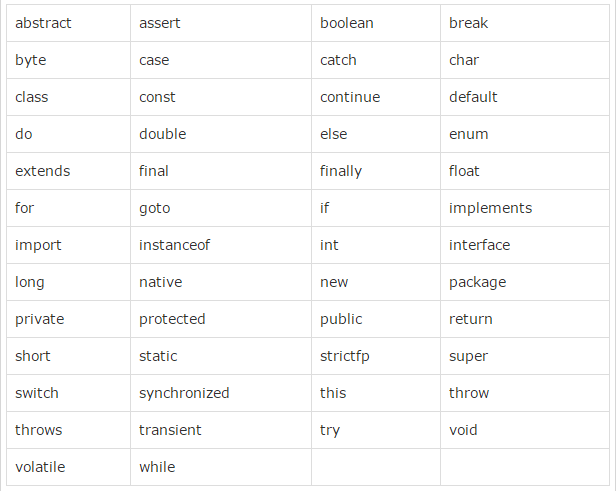 abstract assert boolean break
byte case catch char
class const continue default
do double else enum
extends final finally float
for goto if implements
import instanceof int interface
long native new package
private protected public return
short static strictfp super
switch synchronized this throw
throws transient try void
volatile while